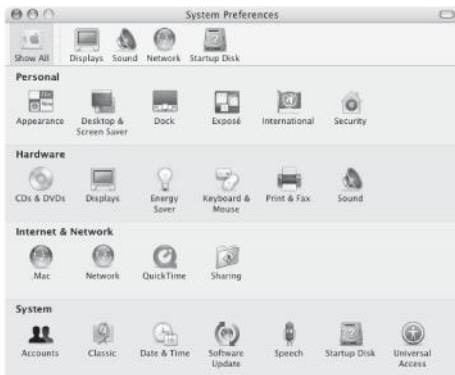 System Preferences
Show All Displays Sound Network Startup Disk
Personal
Appearance Desktop & Screen Saver Dock Exposé International Security
Hardware
CDs & DVDs Displays Energy Saver Keyboard & Mouse Print & Fax Sound
Internet & Network
.Mac Network QuickTime Sharing
System
Accounts Classic Date & Time Software Update Speech Startup Disk Universal Access